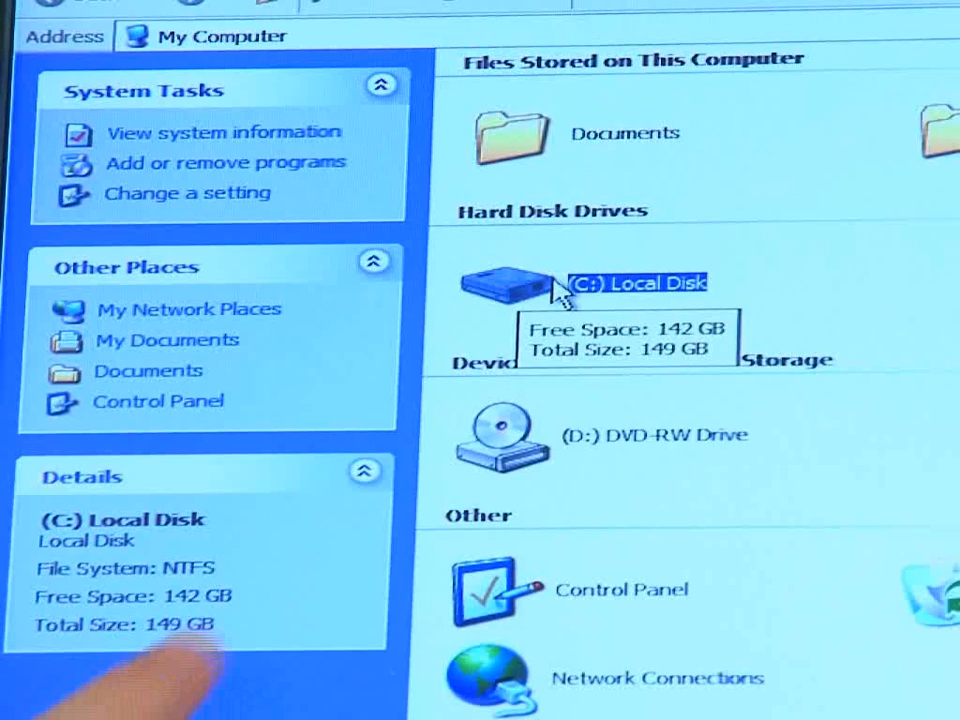 Address My Computer
System Tasks
View system information
Add or remove programs
Change a setting
Other Places
My Network Places
My Documents
Documents
Control Panel
Details
(C:) Local Disk
Local Disk
File System: NTFS
Free Space: 142 GB
Total Size: 149 GB
Files Stored on This Computer
Documents
Hard Disk Drives
(C:) Local Disk
Free Space: 142 GB
Total Size: 149 GB
Devic Storage
(D:) DVD-RW Drive
Other
Control Panel
Network Connections